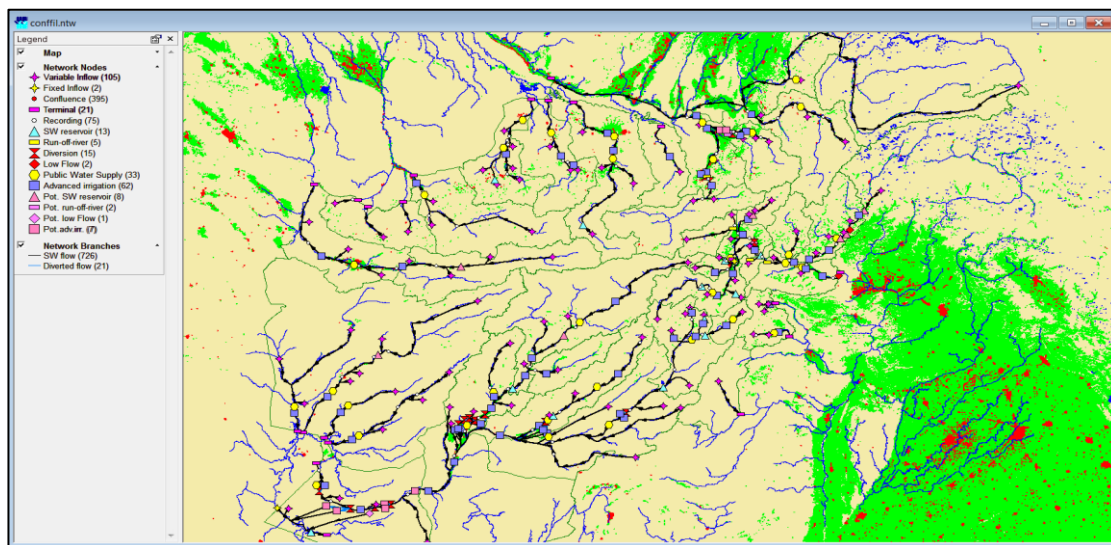 conffil.ntw
Legend
Map
Network Nodes
Variable Inflow (105)
Fixed Inflow (2)
Confluence (395)
Terminal (21)
Recording (75)
SW reservoir (13)
Run-off-river (5)
Diversion (15)
Low Flow (2)
Public Water Supply (33)
Advanced irrigation (62)
Pot. SW reservoir (8)
Pot. run-off-river (2)
Pot. low Flow (1)
Pot.adv.irr. (7)
Network Branches
SW flow (726)
Diverted flow (21)